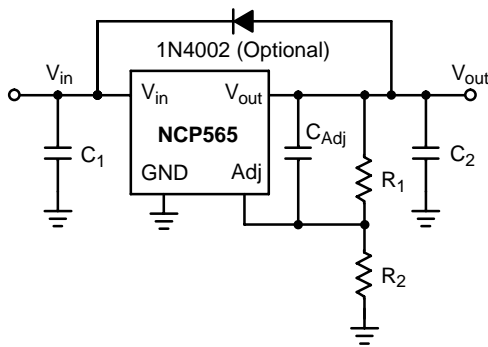 1N4002 (Optional)
V_in
V_out
V_in
V_out
NCP565
C_Adj
C_1
C_2
GND
Adj
R_1
R_2